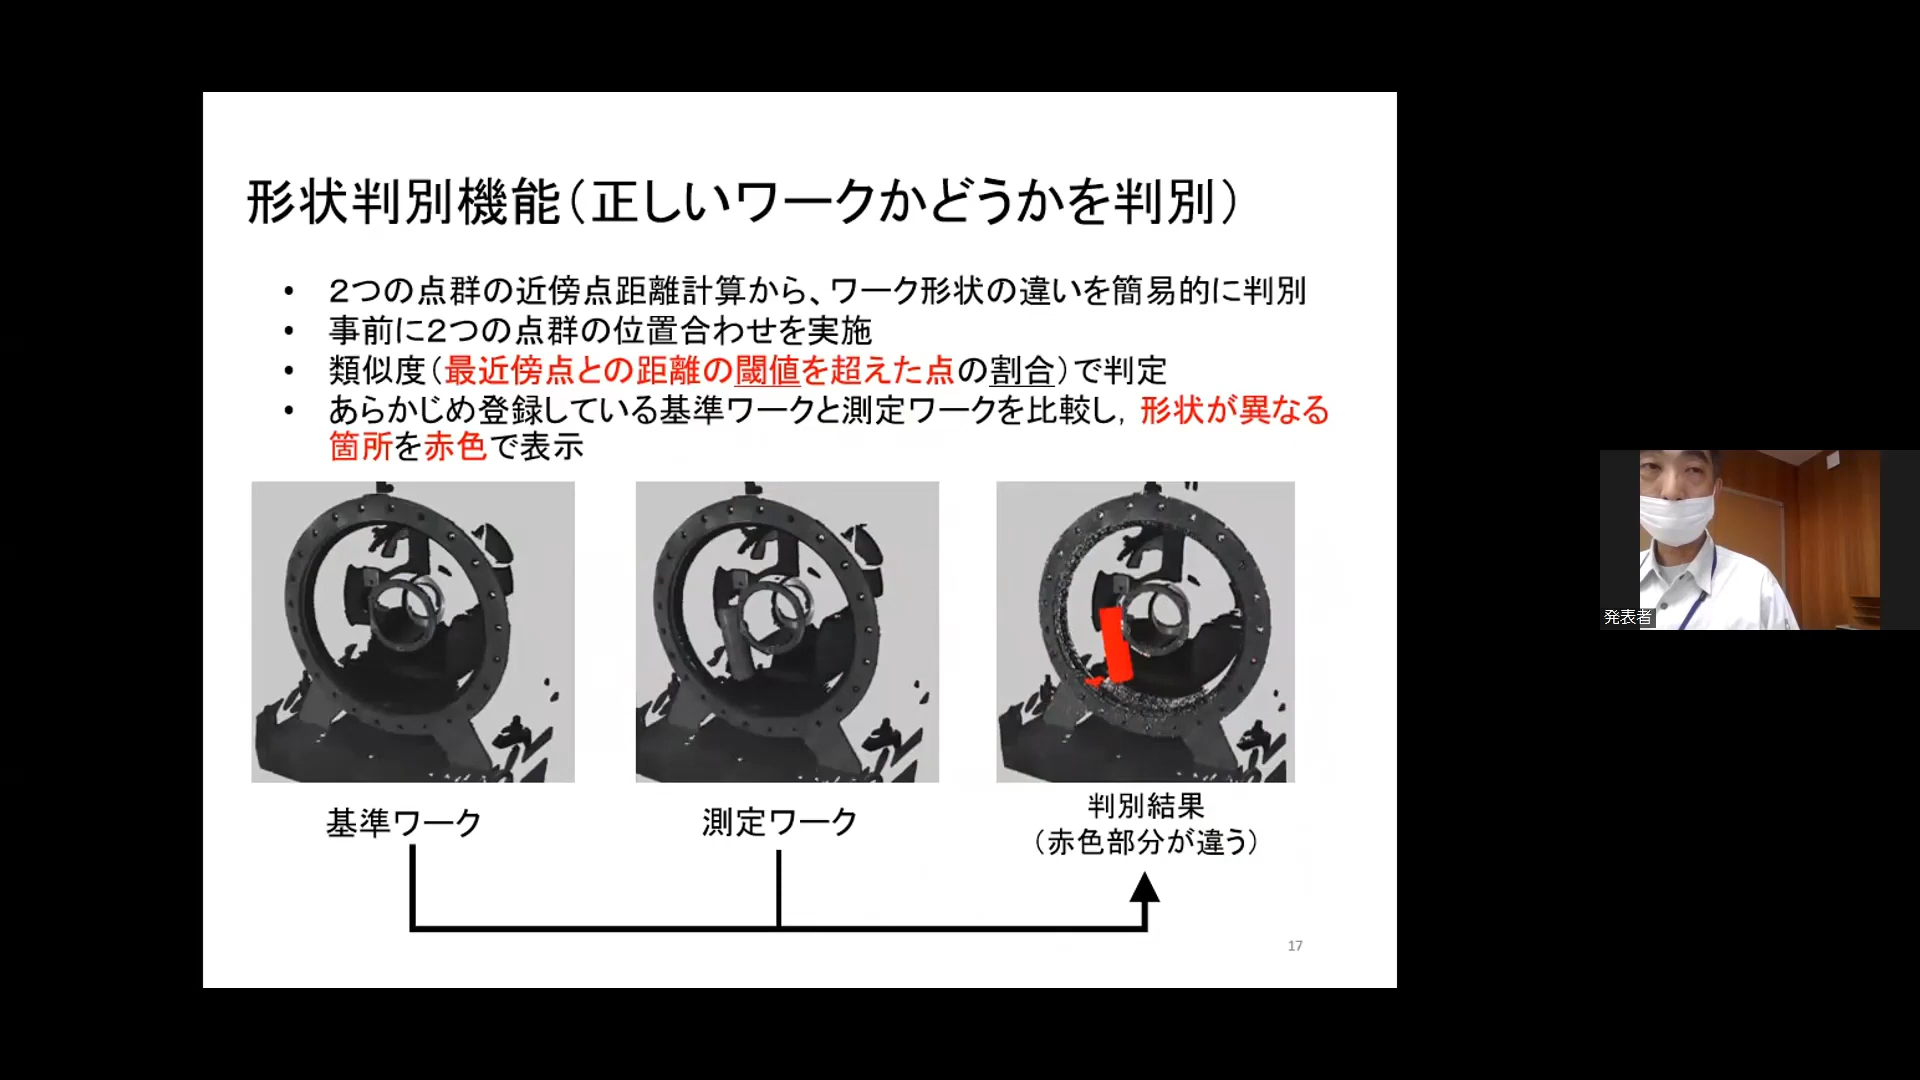 形状判別機能（正しいワークかどうかを判別）
• ２つの点群の近傍点距離計算から、ワーク形状の違いを簡易的に判別
• 事前に２つの点群の位置合わせを実施
• 類似度（最近傍点との距離の閾値を超えた点の割合）で判定
• あらかじめ登録している基準ワークと測定ワークを比較し，形状が異なる
箇所を赤色で表示
基準ワーク
測定ワーク
判別結果
（赤色部分が違う）
17
発表者